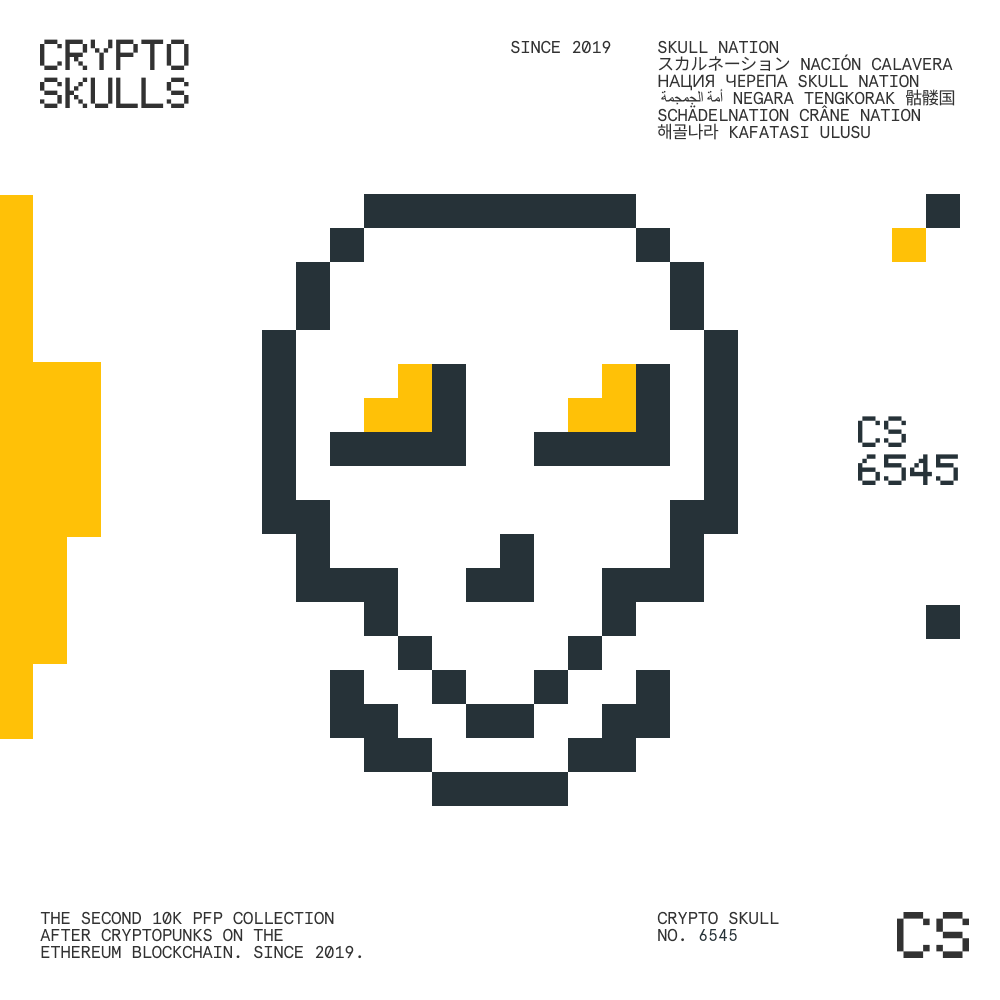 CRYPTO
SKULLS
SINCE 2019
SKULL NATION
スカルネーション NACIÓN CALAVERA
НАЦИЯ ЧЕРЕПА SKULL NATION
أمة الجمجمة NEGARA TENGKORAK 骷髅国
SCHÄDELNATION CRÂNE NATION
해골나라 KAFATASI ULUSU
CS
6545
THE SECOND 10K PFP COLLECTION
AFTER CRYPTOPUNKS ON THE
ETHEREUM BLOCKCHAIN. SINCE 2019.
CRYPTO SKULL
NO. 6545
CS